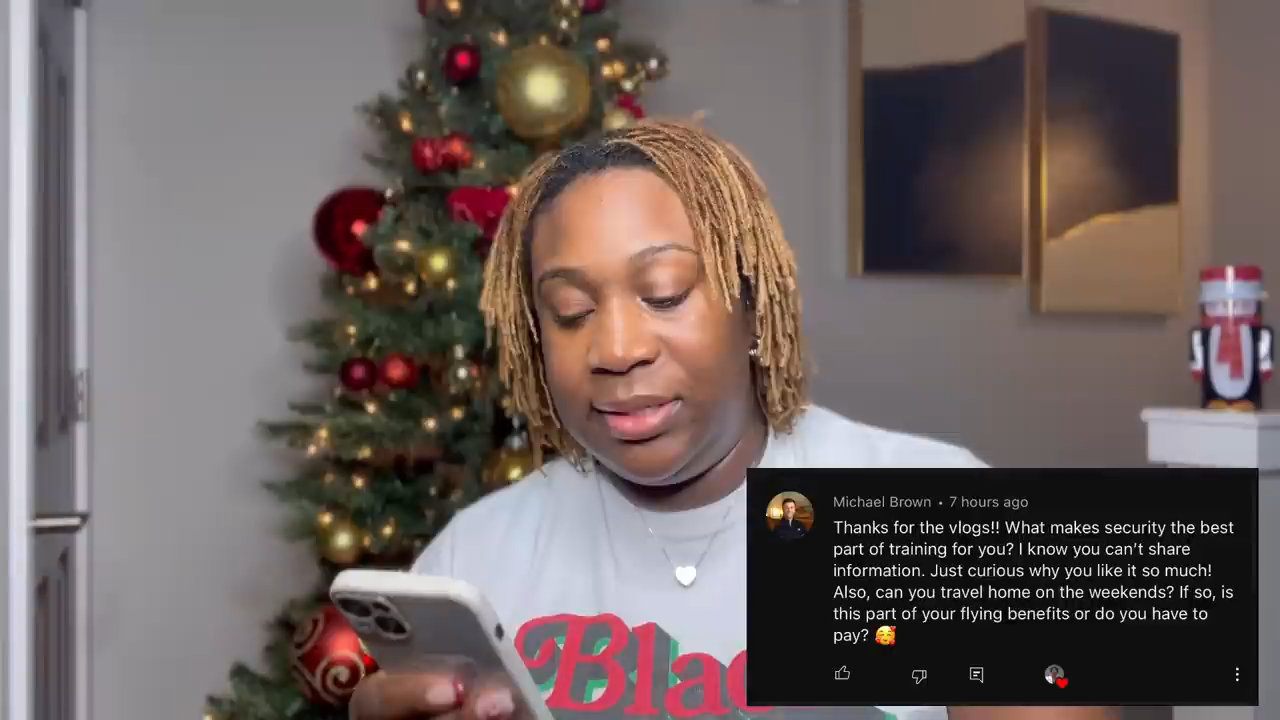 Michael Brown • 7 hours ago
Thanks for the vlogs!! What makes security the best
part of training for you? I know you can't share
information. Just curious why you like it so much!
Also, can you travel home on the weekends? If so, is
this part of your flying benefits or do you have to
pay? 🥰
Blac